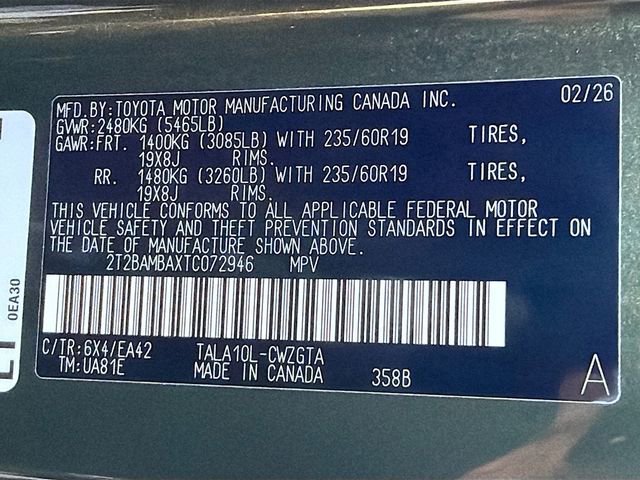 MFD.BY:TOYOTA MOTOR MANUFACTURING CANADA INC. 02/26
GVWR:2480KG (5465LB)
GAWR:FRT. 1400KG (3085LB) WITH 235/60R19 TIRES,
19X8J RIMS.
RR. 1480KG (3260LB) WITH 235/60R19 TIRES,
19X8J RIMS.
THIS VEHICLE CONFORMS TO ALL APPLICABLE FEDERAL MOTOR
VEHICLE SAFETY AND THEFT PREVENTION STANDARDS IN EFFECT ON
THE DATE OF MANUFACTURE SHOWN ABOVE.
2T2BAMBAXTC072946 MPV
C/TR:6X4/EA42 TALA10L-CWZGTA
TM:UA81E MADE IN CANADA 358B A
0EA30